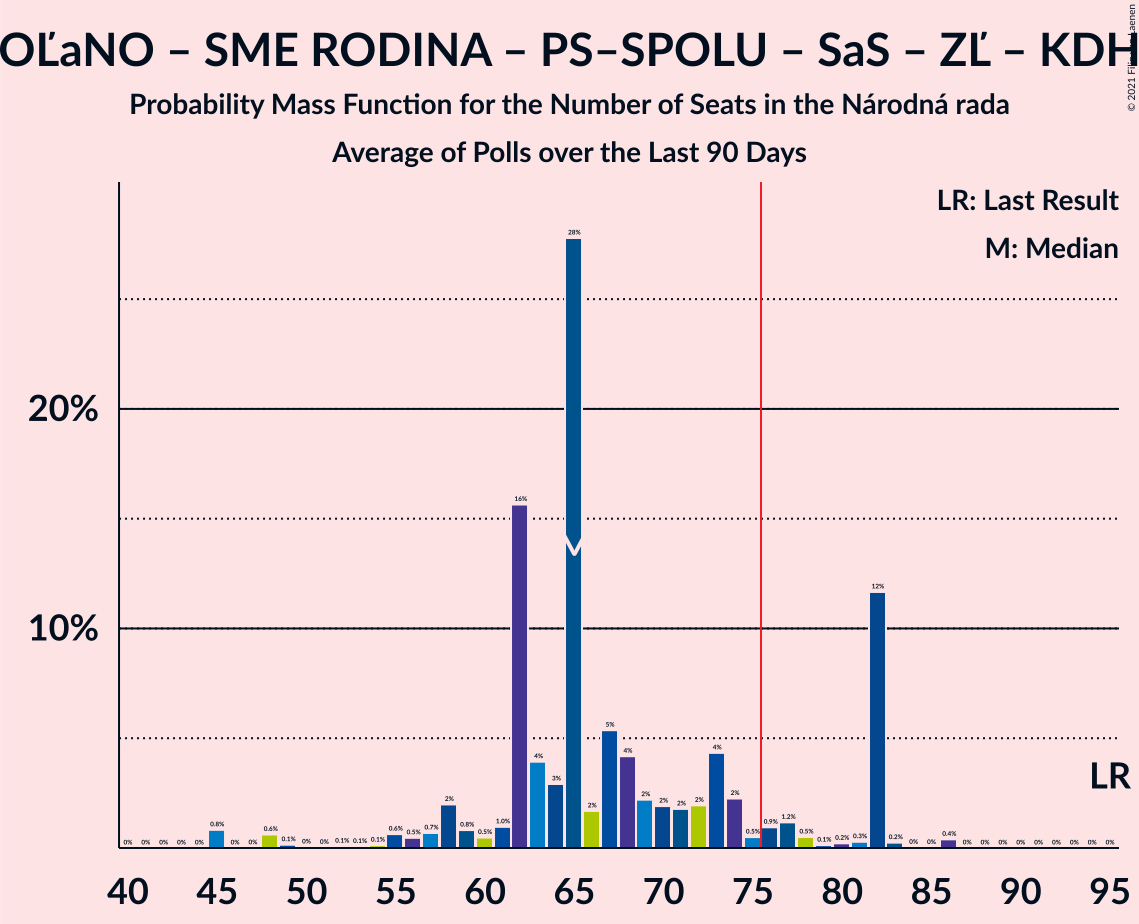 OĽaNO – SME RODINA – PS–SPOLU – SaS – ZĽ – KDH
Probability Mass Function for the Number of Seats in the Národná rada
Average of Polls over the Last 90 Days
LR: Last Result
M: Median
20%
10%
0% 0% 0% 0% 0% 0.8% 0% 0% 0.6% 0.1% 0% 0% 0.1% 0.1% 0.1% 0.6% 0.5% 0.7% 2% 0.8% 0.5% 1.0% 16% 4% 3% 28% 2% 5% 4% 2% 2% 2% 2% 4% 2% 0.5% 0.9% 1.2% 0.5% 0.1% 0.2% 0.3% 12% 0.2% 0% 0% 0.4% 0% 0% 0% 0% 0% 0% 0% 0% 0%
LR
40 45 50 55 60 65 70 75 80 85 90 95